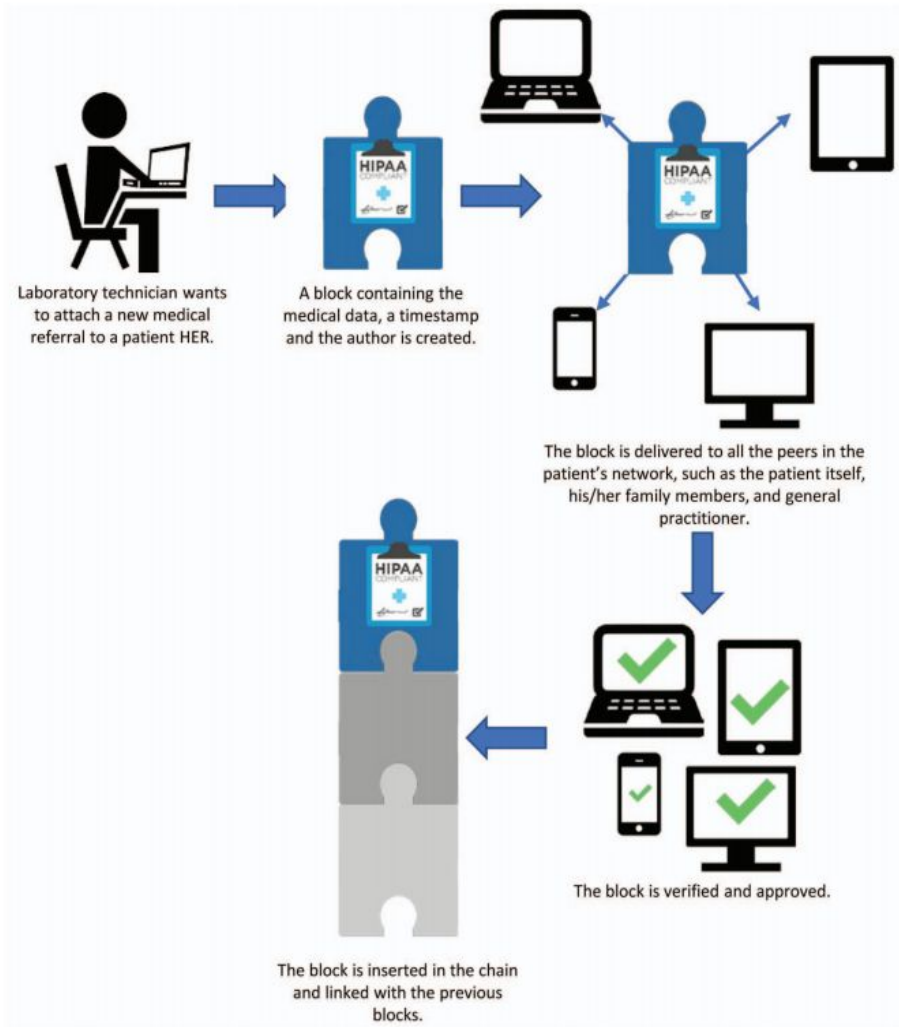 Laboratory technician wants
to attach a new medical
referral to a patient HER.
HIPAA
COMPLIANT
A block containing the
medical data, a timestamp
and the author is created.
HIPAA
COMPLIANT
The block is delivered to all the peers in the
patient's network, such as the patient itself,
his/her family members, and general
practitioner.
The block is verified and approved.
HIPAA
COMPLIANT
The block is inserted in the chain
and linked with the previous
blocks.